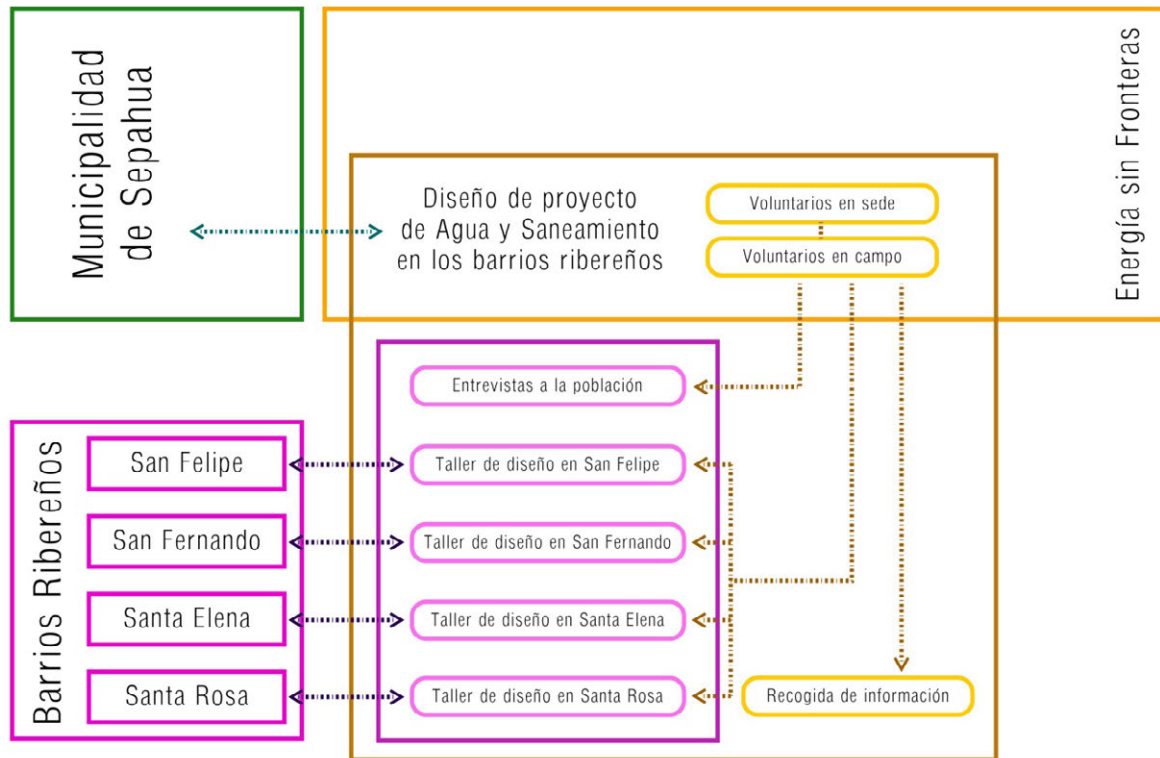 Municipalidad
de Sepahua
Energía sin Fronteras
Diseño de proyecto
de Agua y Saneamiento
en los barrios ribereños
Voluntarios en sede
Voluntarios en campo
Entrevistas a la población
Barrios Ribereños
San Felipe
Taller de diseño en San Felipe
San Fernando
Taller de diseño en San Fernando
Santa Elena
Taller de diseño en Santa Elena
Santa Rosa
Taller de diseño en Santa Rosa
Recogida de información